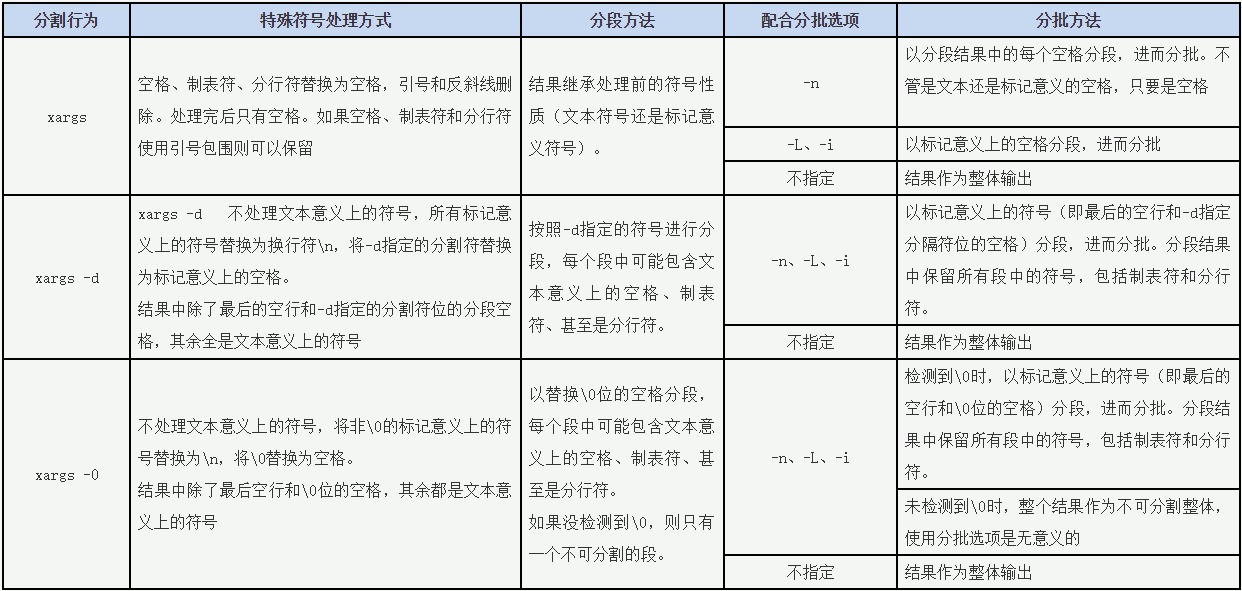 分割行为
特殊符号处理方式
分段方法
配合分批选项
分批方法
xargs
空格、制表符、分行符替换为空格，引号和反斜线删
除。处理完后只有空格。如果空格、制表符和分行符
使用引号包围则可以保留
结果继承处理前的符号性
质（文本符号还是标记意
义符号）。
-n
以分段结果中的每个空格分段，进而分批。不
管是文本还是标记意义的空格，只要是空格
-L、-i
以标记意义上的空格分段，进而分批
不指定
结果作为整体输出
xargs -d
xargs -d 不处理文本意义上的符号，所有标记意
义上的符号替换为换行符\n，将-d指定的分割符替换
为标记意义上的空格。
结果中除了最后的空行和-d指定的分割符位的分段空
格，其余全是文本意义上的符号
按照-d指定的符号进行分
段，每个段中可能包含文
本意义上的空格、制表
符、甚至是分行符。
-n、-L、-i
以标记意义上的符号（即最后的空行和-d指定
分隔符位的空格）分段，进而分批。分段结果
中保留所有段中的符号，包括制表符和分行
符。
不指定
结果作为整体输出
xargs -0
不处理文本意义上的符号，将非\0的标记意义上的符
号替换为\n，将\0替换为空格。
结果中除了最后空行和\0位的空格，其余都是文本意
义上的符号
以替换\0位的空格分段，
每个段中可能包含文本意
义上的空格、制表符、甚
至是分行符。
如果没检测到\0，则只有
一个不可分割的段。
-n、-L、-i
检测到\0时，以标记意义上的符号（即最后的
空行和\0位的空格）分段，进而分批。分段结
果中保留所有段中的符号，包括制表符和分行
符。
未检测到\0时，整个结果作为不可分割整体，
使用分批选项是无意义的
不指定
结果作为整体输出